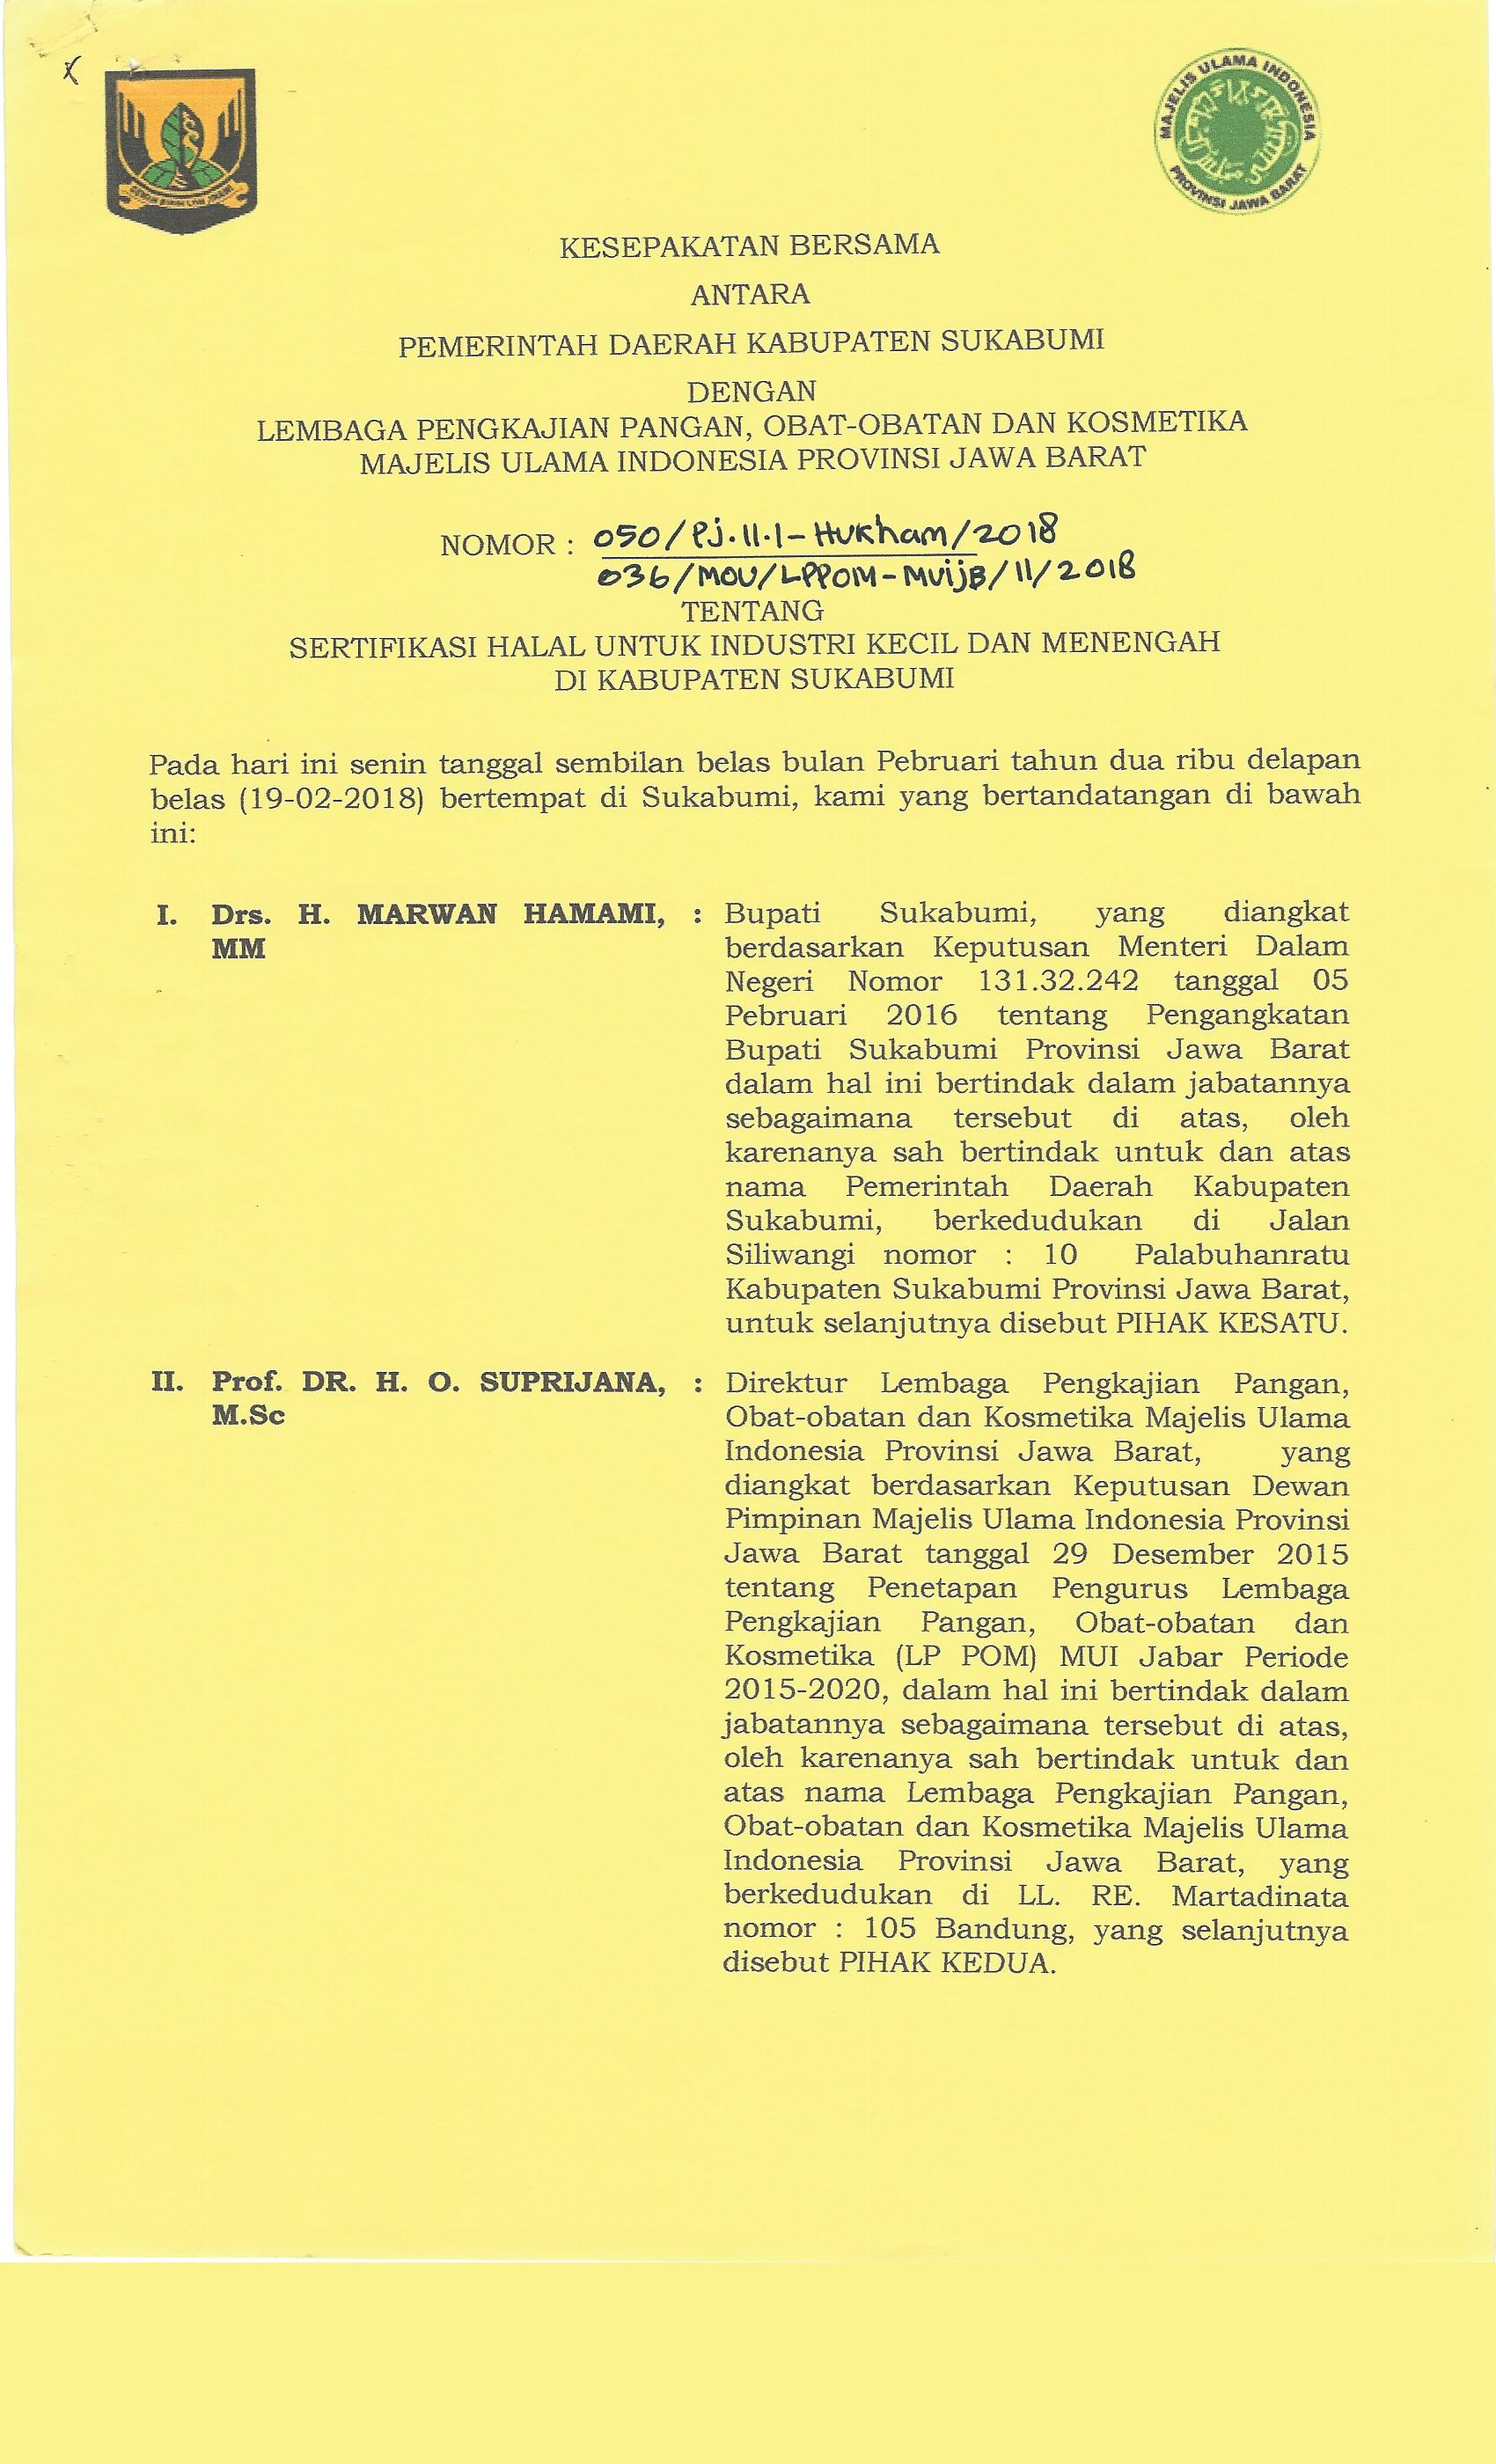 MAJELIS ULAMA INDONESIA
PROVINSI JAWA BARAT
KESEPAKATAN BERSAMA
ANTARA
PEMERINTAH DAERAH KABUPATEN SUKABUMI
DENGAN
LEMBAGA PENGKAJIAN PANGAN, OBAT-OBATAN DAN KOSMETIKA
MAJELIS ULAMA INDONESIA PROVINSI JAWA BARAT
NOMOR : 050/Pj.11.1-Hukham/2018
036/MOU/LPPOM-MUIJB/11/2018
TENTANG
SERTIFIKASI HALAL UNTUK INDUSTRI KECIL DAN MENENGAH
DI KABUPATEN SUKABUMI
Pada hari ini senin tanggal sembilan belas bulan Pebruari tahun dua ribu delapan
belas (19-02-2018) bertempat di Sukabumi, kami yang bertandatangan di bawah
ini:
I. Drs. H. MARWAN HAMAMI, : Bupati Sukabumi, yang diangkat
MM berdasarkan Keputusan Menteri Dalam
Negeri Nomor 131.32.242 tanggal 05
Pebruari 2016 tentang Pengangkatan
Bupati Sukabumi Provinsi Jawa Barat
dalam hal ini bertindak dalam jabatannya
sebagaimana tersebut di atas, oleh
karenanya sah bertindak untuk dan atas
nama Pemerintah Daerah Kabupaten
Sukabumi, berkedudukan di Jalan
Siliwangi nomor : 10 Palabuhanratu
Kabupaten Sukabumi Provinsi Jawa Barat,
untuk selanjutnya disebut PIHAK KESATU.
II. Prof. DR. H. O. SUPRIJANA, : Direktur Lembaga Pengkajian Pangan,
M.Sc Obat-obatan dan Kosmetika Majelis Ulama
Indonesia Provinsi Jawa Barat, yang
diangkat berdasarkan Keputusan Dewan
Pimpinan Majelis Ulama Indonesia Provinsi
Jawa Barat tanggal 29 Desember 2015
tentang Penetapan Pengurus Lembaga
Pengkajian Pangan, Obat-obatan dan
Kosmetika (LP POM) MUI Jabar Periode
2015-2020, dalam hal ini bertindak dalam
jabatannya sebagaimana tersebut di atas,
oleh karenanya sah bertindak untuk dan
atas nama Lembaga Pengkajian Pangan,
Obat-obatan dan Kosmetika Majelis Ulama
Indonesia Provinsi Jawa Barat, yang
berkedudukan di LL. RE. Martadinata
nomor : 105 Bandung, yang selanjutnya
disebut PIHAK KEDUA.